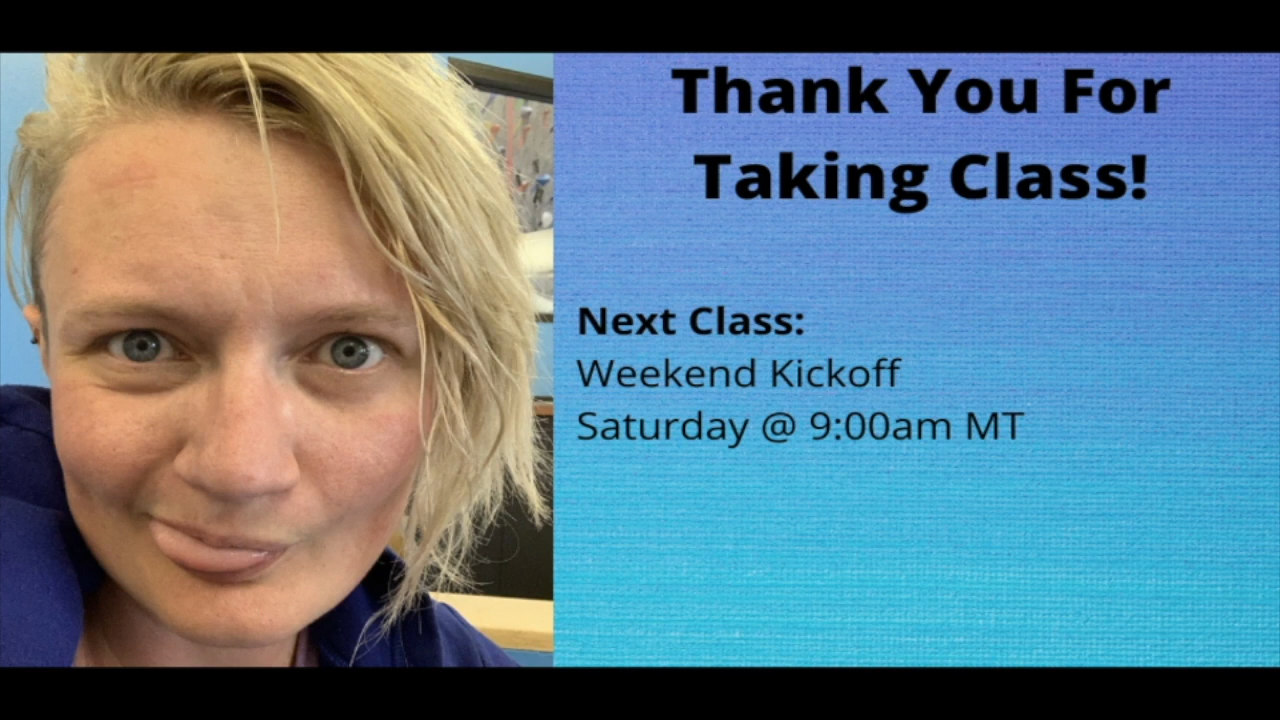 Thank You For
Taking Class!
Next Class:
Weekend Kickoff
Saturday @ 9:00am MT